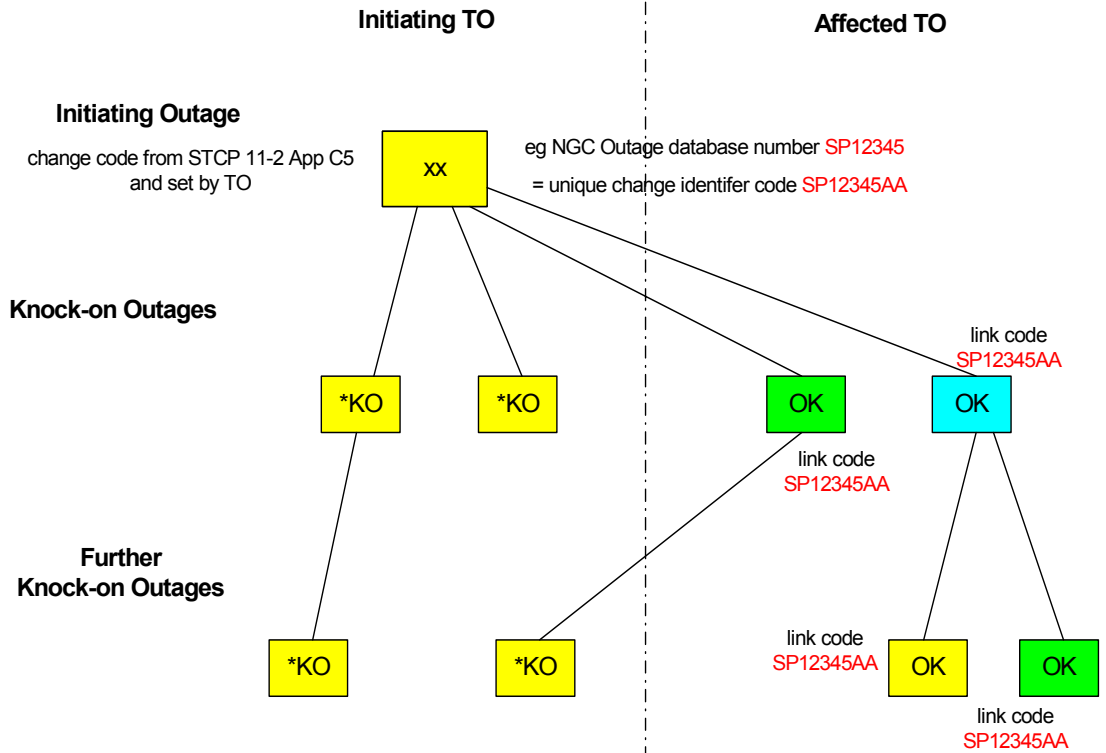 Initiating TO
Affected TO
Initiating Outage
change code from STCP 11-2 App C5
and set by TO
xx
eg NGC Outage database number SP12345
= unique change identifer code SP12345AA
Knock-on Outages
link code
SP12345AA
*KO
*KO
OK
OK
link code
SP12345AA
Further
Knock-on Outages
*KO
*KO
link code
SP12345AA
OK
OK
link code
SP12345AA